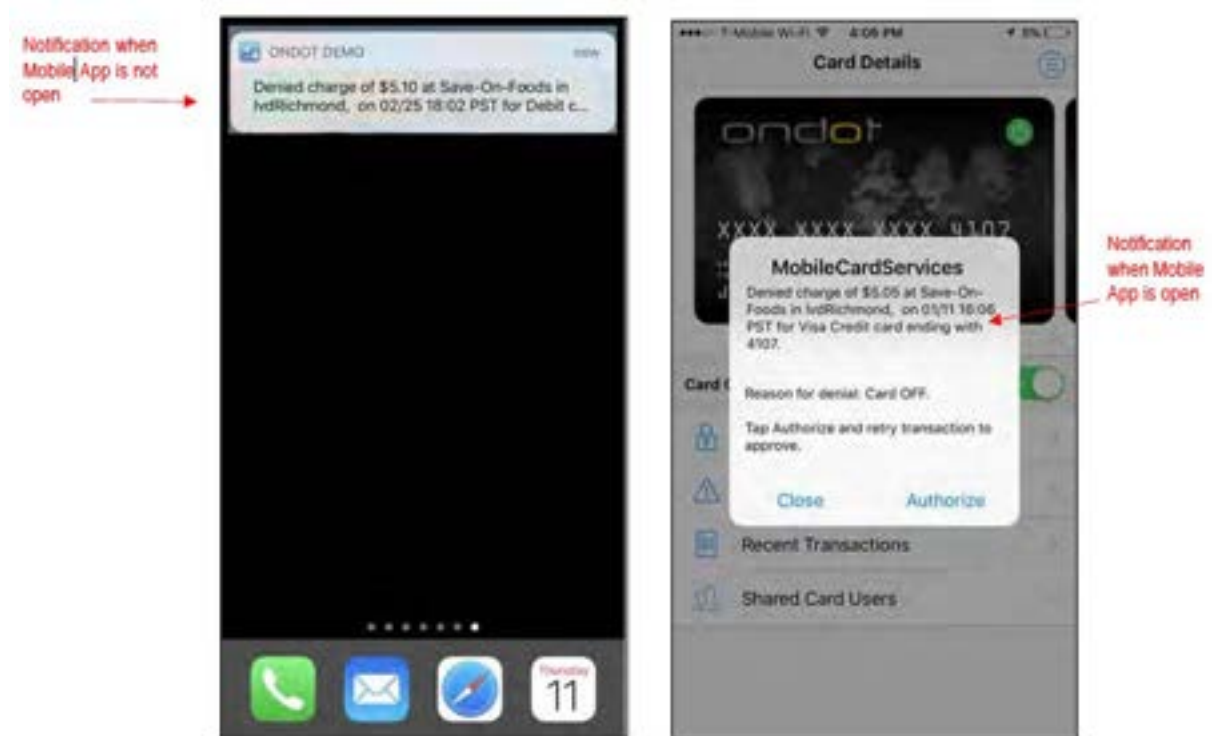 Notification when
Mobile App is not
open
ONDOT DEMO
now
Denied charge of $5.10 at Save-On-Foods in
IvdRichmond, on 02/25 18:02 PST for Debit c...
Thursday
11
T-Mobile Wi-Fi 4:06 PM
Card Details
ondot
XXXX XXXX XXXX 4107
MobileCardServices
Denied charge of $5.05 at Save-On-
Foods in IvdRichmond, on 01/11 16:06
PST for Visa Credit card ending with
4107.
Reason for denial: Card OFF.
Tap Authorize and retry transaction to
approve.
Close
Authorize
Card
Recent Transactions
Shared Card Users
Notification
when Mobile
App is open